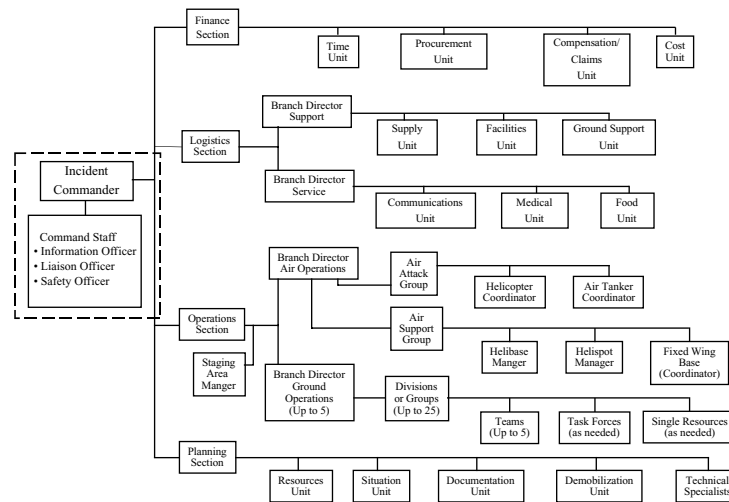 Finance
Section
Time
Unit
Procurement
Unit
Compensation/
Claims
Unit
Cost
Unit
Branch Director
Support
Logistics
Section
Supply
Unit
Facilities
Unit
Ground Support
Unit
Branch Director
Service
Communications
Unit
Medical
Unit
Food
Unit
Incident
Commander
Command Staff
• Information Officer
• Liaison Officer
• Safety Officer
Branch Director
Air Operations
Air
Attack
Group
Helicopter
Coordinator
Air Tanker
Coordinator
Operations
Section
Air
Support
Group
Staging
Area
Manger
Helibase
Manager
Helispot
Manager
Fixed Wing
Base
(Coordinator)
Branch Director
Ground
Operations
(Up to 5)
Divisions
or Groups
(Up to 25)
Teams
(Up to 5)
Task Forces
(as needed)
Single Resources
(as needed)
Planning
Section
Resources
Unit
Situation
Unit
Documentation
Unit
Demobilization
Unit
Technical
Specialists